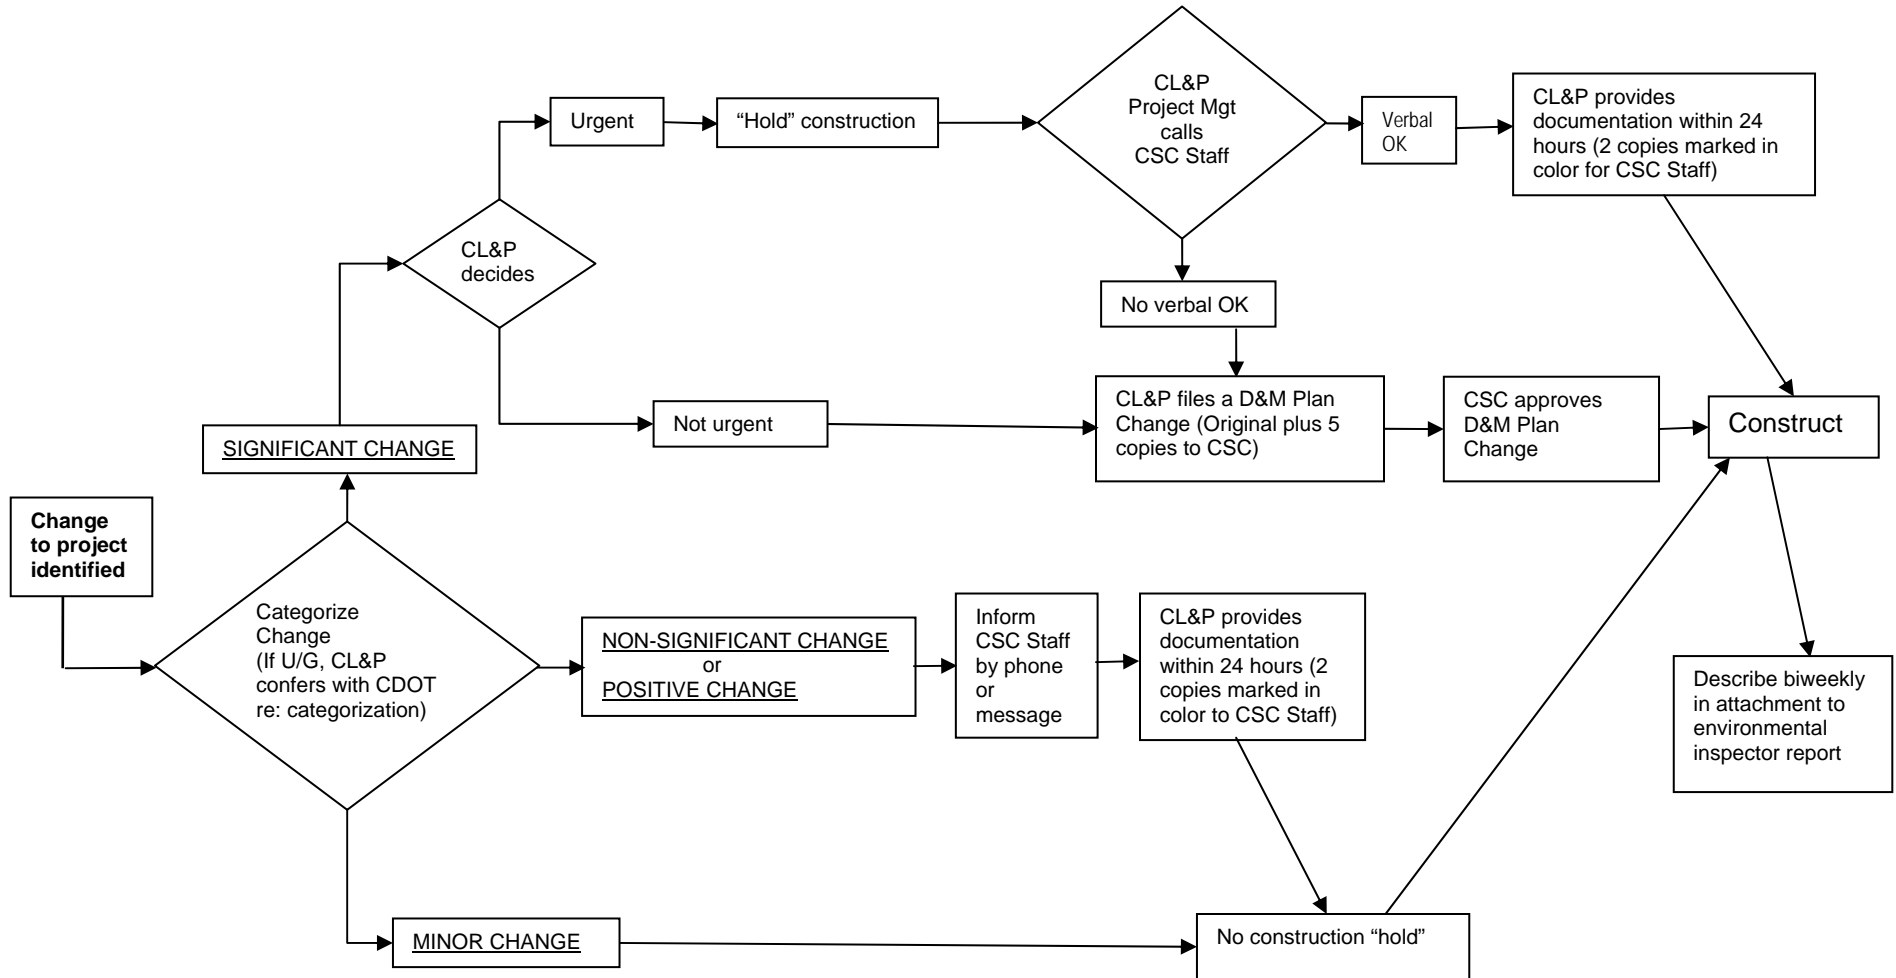 CL&P
Project Mgt
calls
CSC Staff
Urgent
“Hold” construction
Verbal
OK
CL&P provides
documentation within 24
hours (2 copies marked in
color for CSC Staff)
CL&P
decides
No verbal OK
Not urgent
CL&P files a D&M Plan
Change (Original plus 5
copies to CSC)
CSC approves
D&M Plan
Change
Construct
SIGNIFICANT CHANGE
Change
to project
identified
Categorize
Change
(If U/G, CL&P
confers with CDOT
re: categorization)
NON-SIGNIFICANT CHANGE
or
POSITIVE CHANGE
Inform
CSC Staff
by phone
or
message
CL&P provides
documentation
within 24 hours (2
copies marked in
color to CSC Staff)
Describe biweekly
in attachment to
environmental
inspector report
MINOR CHANGE
No construction “hold”